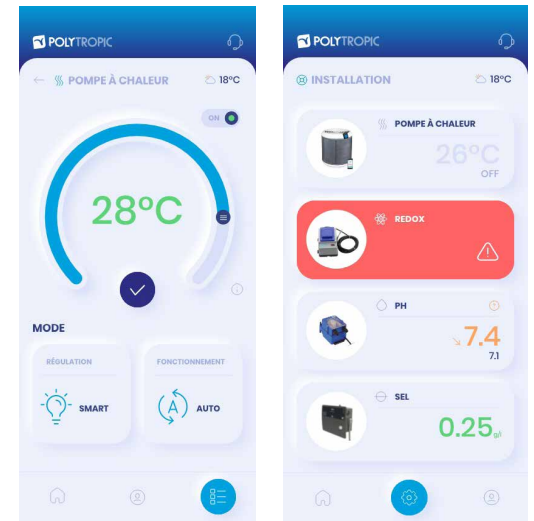 POLYTROPIC
POMPE À CHALEUR
18°C
ON
28°C
MODE
RÉGULATION
SMART
FONCTIONNEMENT
A
AUTO
POLYTROPIC
INSTALLATION
18°C
POMPE À CHALEUR
26°C
OFF
REDOX
PH
7.4
7.1
SEL
0.25 g/l